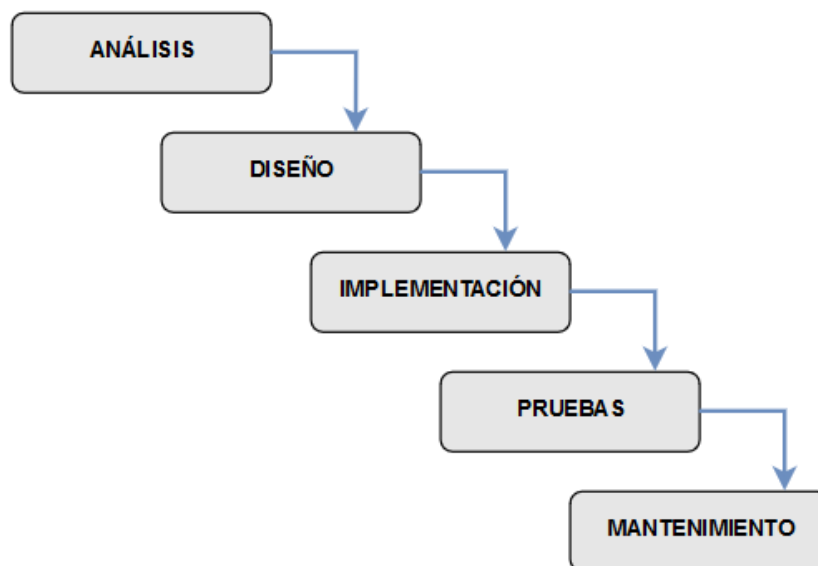 ANÁLISIS
DISEÑO
IMPLEMENTACIÓN
PRUEBAS
MANTENIMIENTO